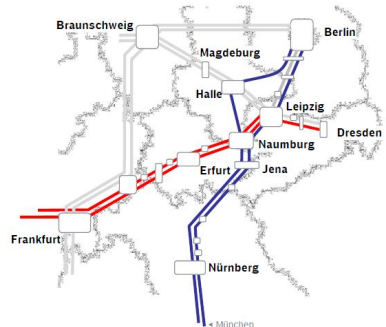 Braunschweig
Berlin
Magdeburg
Halle
Leipzig
Dresden
Naumburg
Erfurt
Jena
Frankfurt
Nürnberg
◄ München